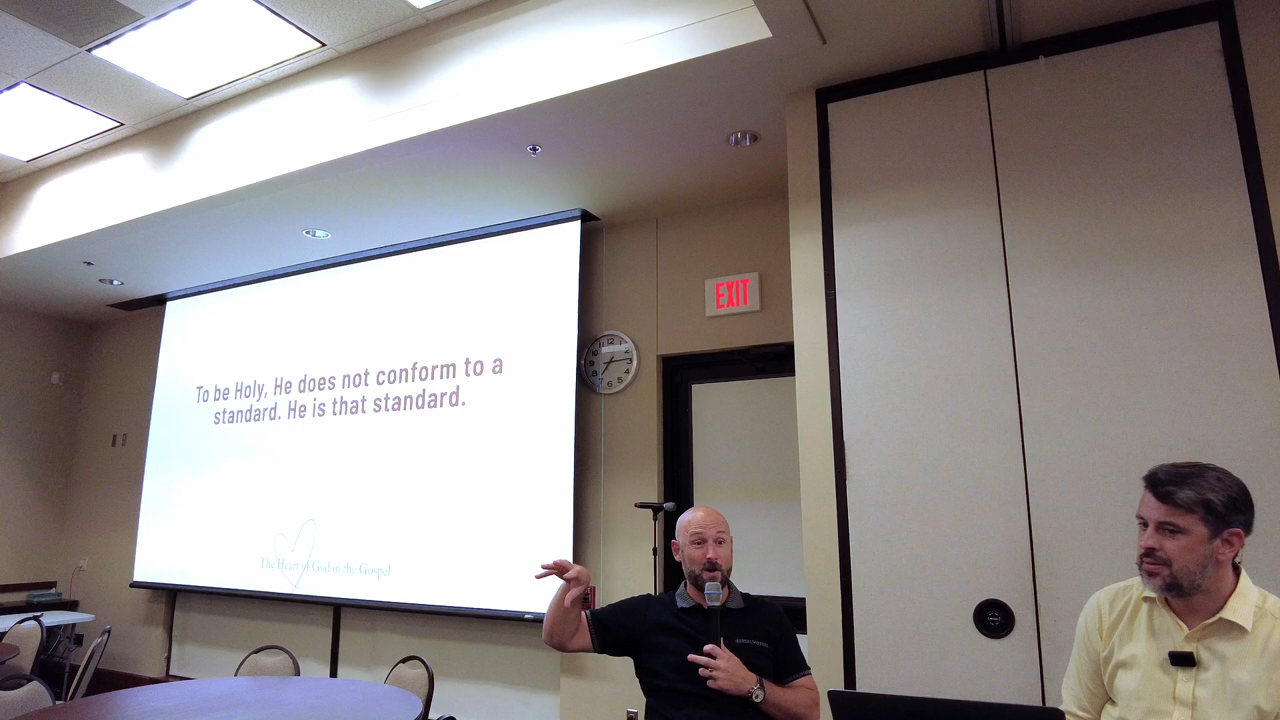 To be Holy, He does not conform to a
standard. He is that standard.
The Heart of God in the Gospel
EXIT
12